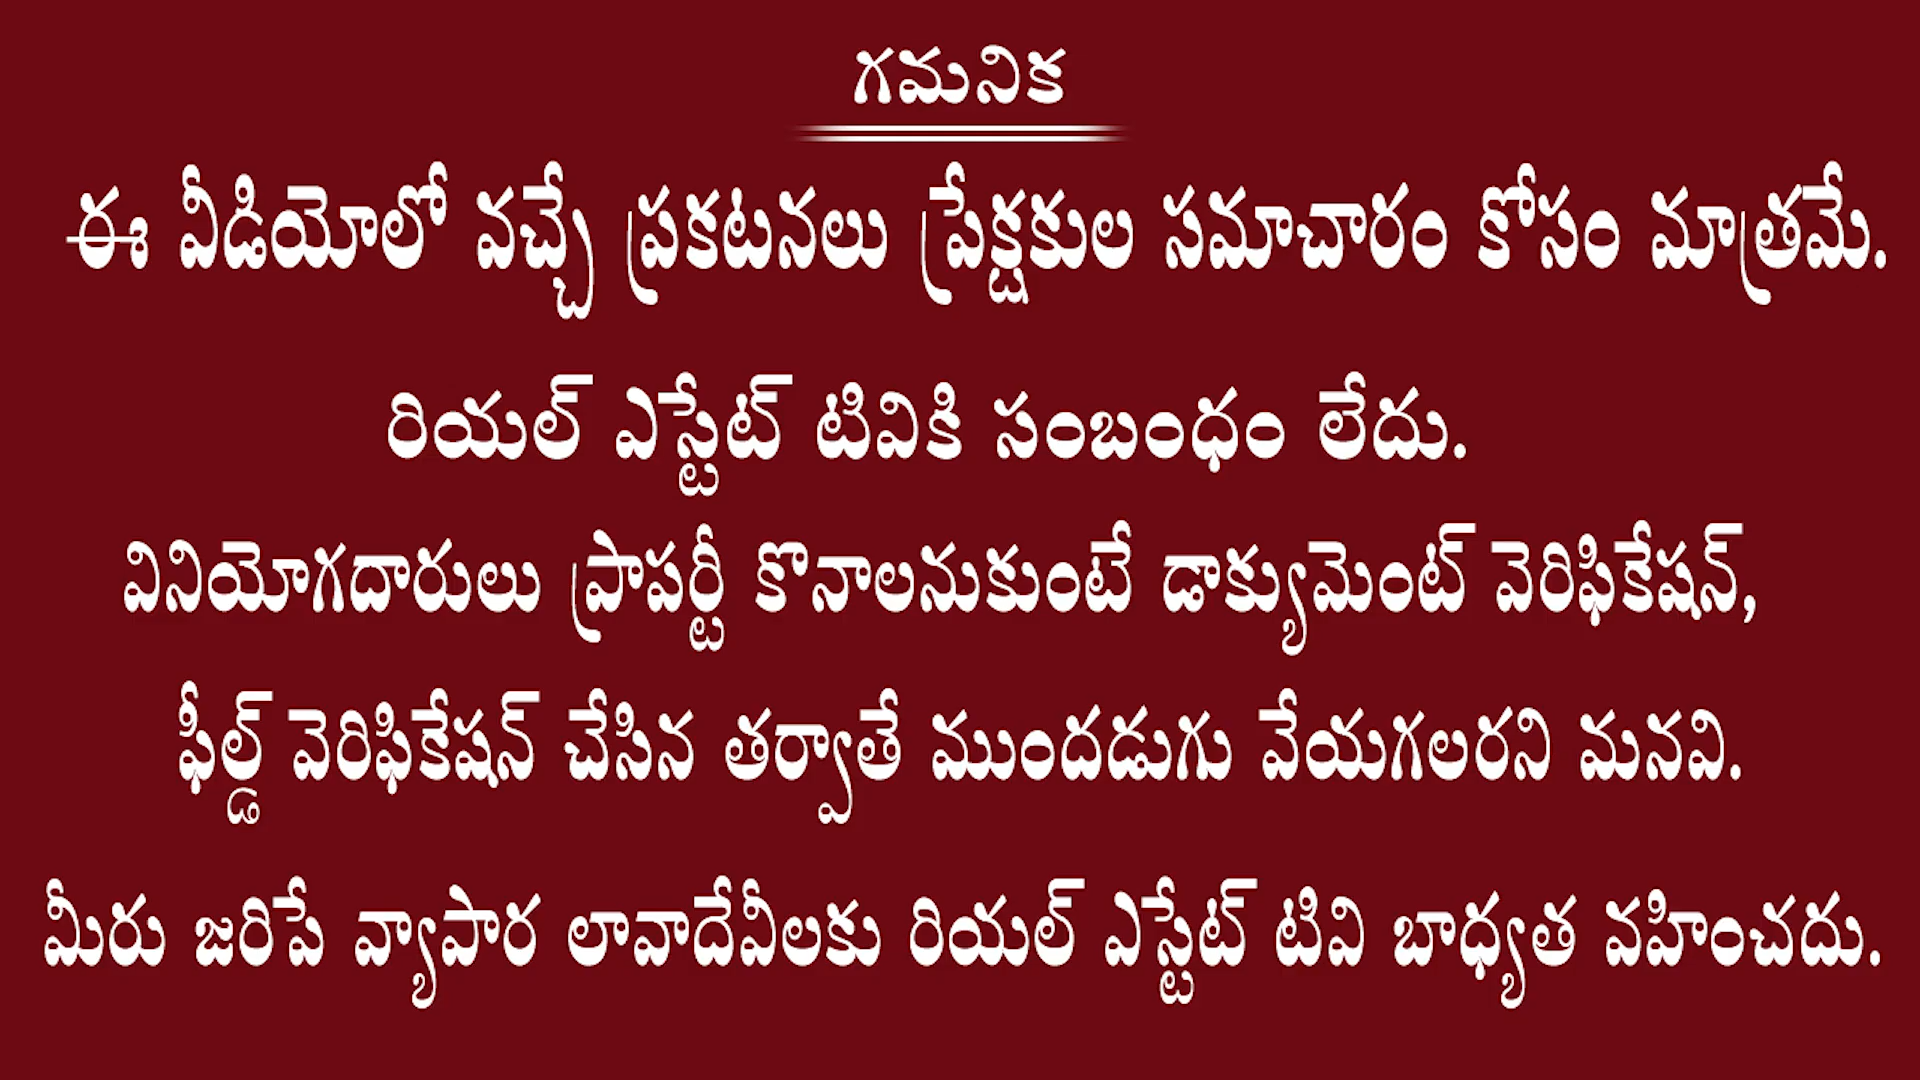 గమనిక
ఈ వీడియోలో వచ్చే ప్రకటనలు ప్రేక్షకుల సమాచారం కోసం మాత్రమే.
రియల్ ఎస్టేట్ టివికి సంబంధం లేదు.
వినియోగదారులు ప్రాపర్టీ కొనాలనుకుంటే డాక్యుమెంట్ వెరిఫికేషన్,
ఫీల్డ్ వెరిఫికేషన్ చేసిన తర్వాతే ముందడుగు వేయగలరని మనవి.
మీరు జరిపే వ్యాపార లావాదేవీలకు రియల్ ఎస్టేట్ టివి బాధ్యత వహించదు.